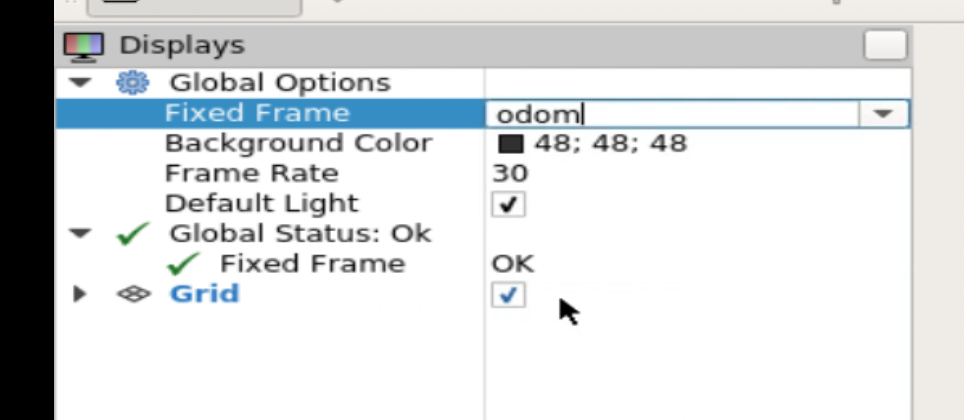 Displays
Global Options
Fixed Frame odom
Background Color 48; 48; 48
Frame Rate 30
Default Light
Global Status: Ok
Fixed Frame OK
Grid